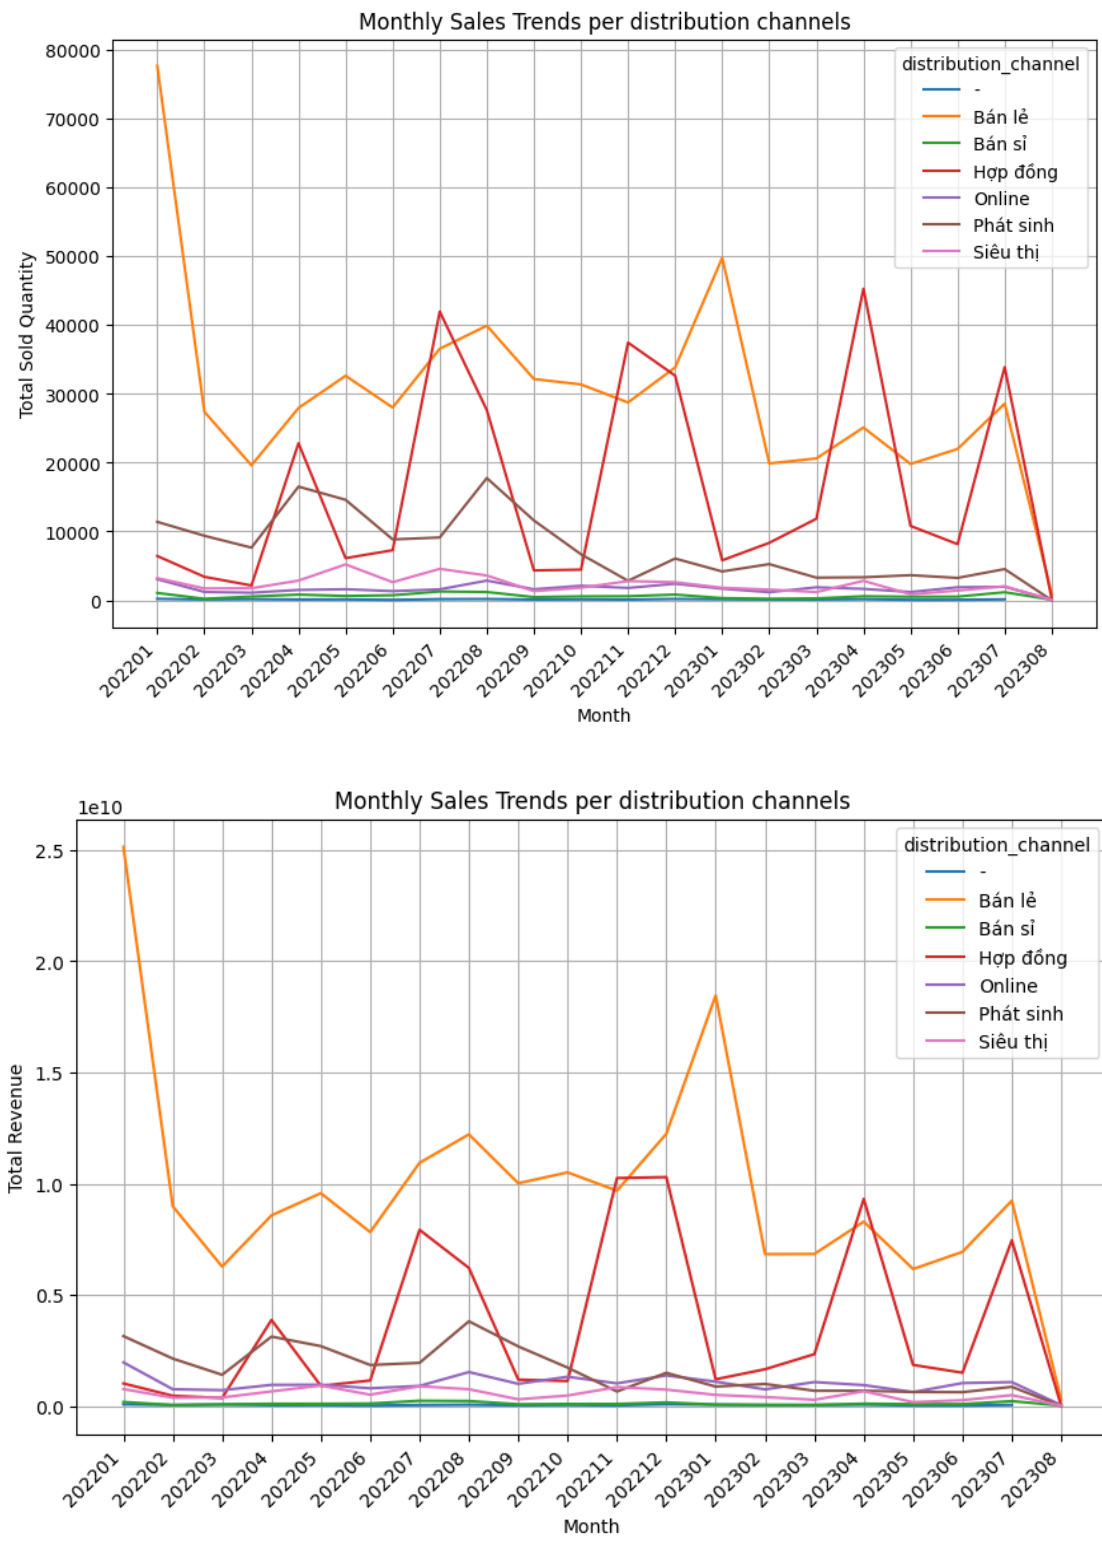 Monthly Sales Trends per distribution channels
80000
70000
60000
50000
40000
30000
20000
10000
0
Total Sold Quantity
distribution_channel
-
Bán lẻ
Bán sỉ
Hợp đồng
Online
Phát sinh
Siêu thị
202201
202202
202203
202204
202205
202206
202207
202208
202209
202210
202211
202212
202301
202302
202303
202304
202305
202306
202307
202308
Month
Monthly Sales Trends per distribution channels
1e10
2.5
2.0
1.5
1.0
0.5
0.0
Total Revenue
distribution_channel
-
Bán lẻ
Bán sỉ
Hợp đồng
Online
Phát sinh
Siêu thị
202201
202202
202203
202204
202205
202206
202207
202208
202209
202210
202211
202212
202301
202302
202303
202304
202305
202306
202307
202308
Month